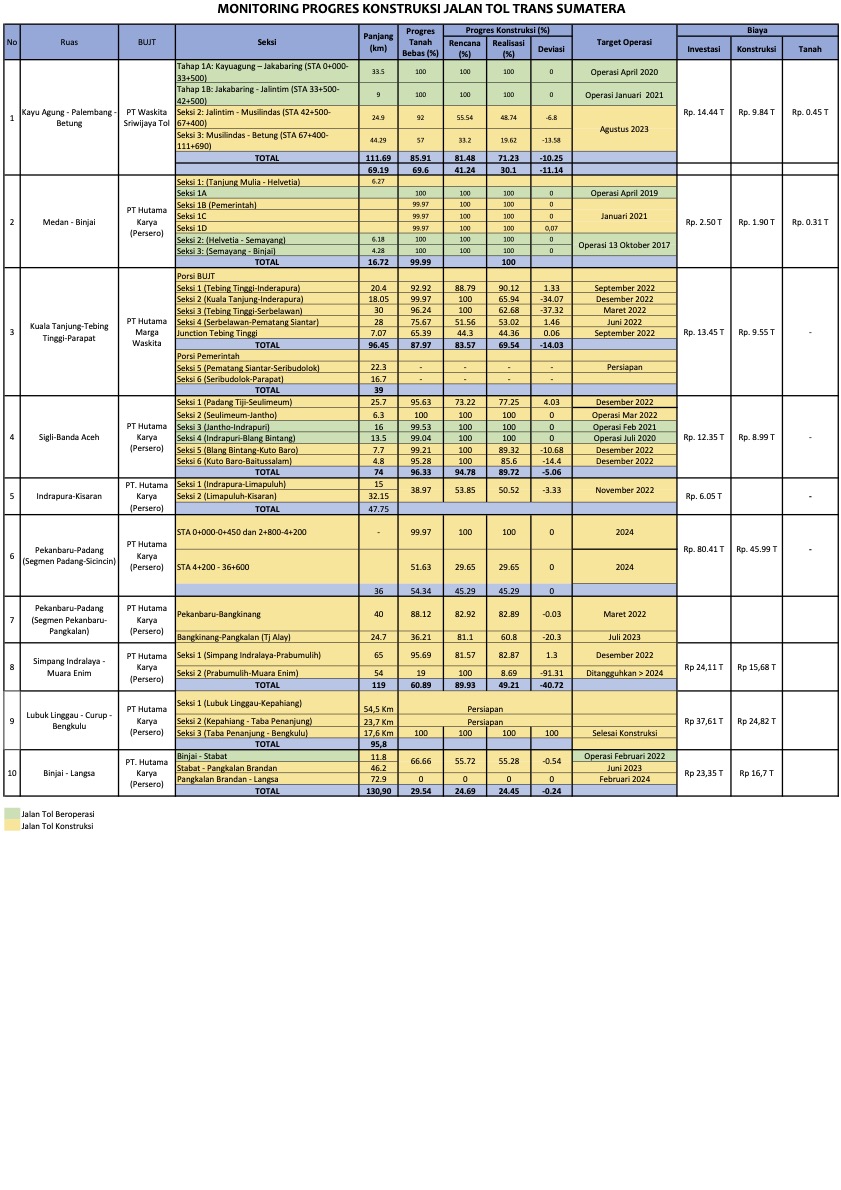 MONITORING PROGRES KONSTRUKSI JALAN TOL TRANS SUMATERA
No Ruas BUJT Seksi Panjang (km) Progres Tanah Bebas (%) Progres Konstruksi (%) Rencana (%) Realisasi (%) Deviasi Target Operasi Biaya Investasi Konstruksi Tanah
1 Kayu Agung - Palembang - Betung PT Waskita Sriwijaya Tol Rp. 14.44 T Rp. 9.84 T Rp. 0.45 T
Tahap 1A: Kayuagung – Jakabaring (STA 0+000-33+500) 33.5 100 100 100 0 Operasi April 2020
Tahap 1B: Jakabaring - Jalintim (STA 33+500-42+500) 9 100 100 100 0 Operasi Januari 2021
Seksi 2: Jalintim - Musilindas (STA 42+500-67+400) 24.9 92 55.54 48.74 -6.8 Agustus 2023
Seksi 3: Musilindas - Betung (STA 67+400-111+690) 44.29 57 33.2 19.62 -13.58
TOTAL 111.69 85.91 81.48 71.23 -10.25
69.19 69.6 41.24 30.1 -11.14
2 Medan - Binjai PT Hutama Karya (Persero) Rp. 2.50 T Rp. 1.90 T Rp. 0.31 T
Seksi 1: (Tanjung Mulia - Helvetia) 6.27
Seksi 1A 100 100 100 0 Operasi April 2019
Seksi 1B (Pemerintah) 99.97 100 100 0 Januari 2021
Seksi 1C 99.97 100 100 0
Seksi 1D 99.97 100 100 0,07
Seksi 2: (Helvetia - Semayang) 6.18 100 100 100 0 Operasi 13 Oktober 2017
Seksi 3: (Semayang - Binjai) 4.28 100 100 100 0
TOTAL 16.72 99.99 100
3 Kuala Tanjung-Tebing Tinggi-Parapat PT Hutama Marga Waskita Rp. 13.45 T Rp. 9.55 T -
Porsi BUJT
Seksi 1 (Tebing Tinggi-Inderapura) 20.4 92.92 88.79 90.12 1.33 September 2022
Seksi 2 (Kuala Tanjung-Inderapura) 18.05 99.97 100 65.94 -34.07 Desember 2022
Seksi 3 (Tebing Tinggi-Serbelawan) 30 96.24 100 62.68 -37.32 Maret 2022
Seksi 4 (Serbelawan-Pematang Siantar) 28 75.67 51.56 53.02 1.46 Juni 2022
Junction Tebing Tinggi 7.07 65.39 44.3 44.36 0.06 September 2022
TOTAL 96.45 87.97 83.57 69.54 -14.03
Porsi Pemerintah
Seksi 5 (Pematang Siantar-Seribudolok) 22.3 - - - - Persiapan
Seksi 6 (Seribudolok-Parapat) 16.7 - - - -
TOTAL 39
4 Sigli-Banda Aceh PT Hutama Karya (Persero) Rp. 12.35 T Rp. 8.99 T -
Seksi 1 (Padang Tiji-Seulimeum) 25.7 95.63 73.22 77.25 4.03 Desember 2022
Seksi 2 (Seulimeum-Jantho) 6.3 100 100 100 0 Operasi Mar 2022
Seksi 3 (Jantho-Indrapuri) 16 99.53 100 100 0 Operasi Feb 2021
Seksi 4 (Indrapuri-Blang Bintang) 13.5 99.04 100 100 0 Operasi Juli 2020
Seksi 5 (Blang Bintang-Kuto Baro) 7.7 99.21 100 89.32 -10.68 Desember 2022
Seksi 6 (Kuto Baro-Baitussalam) 4.8 95.28 100 85.6 -14.4 Desember 2022
TOTAL 74 96.33 94.78 89.72 -5.06
5 Indrapura-Kisaran PT. Hutama Karya (Persero) Rp. 6.05 T -
Seksi 1 (Indrapura-Limapuluh) 15 38.97 53.85 50.52 -3.33 November 2022
Seksi 2 (Limapuluh-Kisaran) 32.15
TOTAL 47.75
6 Pekanbaru-Padang (Segmen Padang-Sicincin) PT Hutama Karya (Persero) Rp. 80.41 T Rp. 45.99 T -
STA 0+000-0+450 dan 2+800-4+200 - 99.97 100 100 0 2024
STA 4+200 - 36+600 51.63 29.65 29.65 0 2024
36 54.34 45.29 45.29 0
7 Pekanbaru-Padang (Segmen Pekanbaru-Pangkalan) PT Hutama Karya (Persero)
Pekanbaru-Bangkinang 40 88.12 82.92 82.89 -0.03 Maret 2022
Bangkinang-Pangkalan (Tj Alay) 24.7 36.21 81.1 60.8 -20.3 Juli 2023
8 Simpang Indralaya - Muara Enim PT Hutama Karya (Persero) Rp 24,11 T Rp 15,68 T
Seksi 1 (Simpang Indralaya-Prabumulih) 65 95.69 81.57 82.87 1.3 Desember 2022
Seksi 2 (Prabumulih-Muara Enim) 54 19 100 8.69 -91.31 Ditangguhkan > 2024
TOTAL 119 60.89 89.93 49.21 -40.72
9 Lubuk Linggau - Curup - Bengkulu PT Hutama Karya (Persero) Rp 37,61 T Rp 24,82 T
Seksi 1 (Lubuk Linggau-Kepahiang) 54,5 Km Persiapan
Seksi 2 (Kepahiang - Taba Penanjung) 23,7 Km Persiapan
Seksi 3 (Taba Penanjung - Bengkulu) 17,6 Km 100 100 100 100 Selesai Konstruksi
TOTAL 95,8
10 Binjai - Langsa PT. Hutama Karya (Persero) Rp 23,35 T Rp 16,7 T
Binjai - Stabat 11.8 66.66 55.72 55.28 -0.54 Operasi Februari 2022
Stabat - Pangkalan Brandan 46.2 Juni 2023
Pangkalan Brandan - Langsa 72.9 0 0 0 0 Februari 2024
TOTAL 130,90 29.54 24.69 24.45 -0.24
Jalan Tol Beroperasi
Jalan Tol Konstruksi